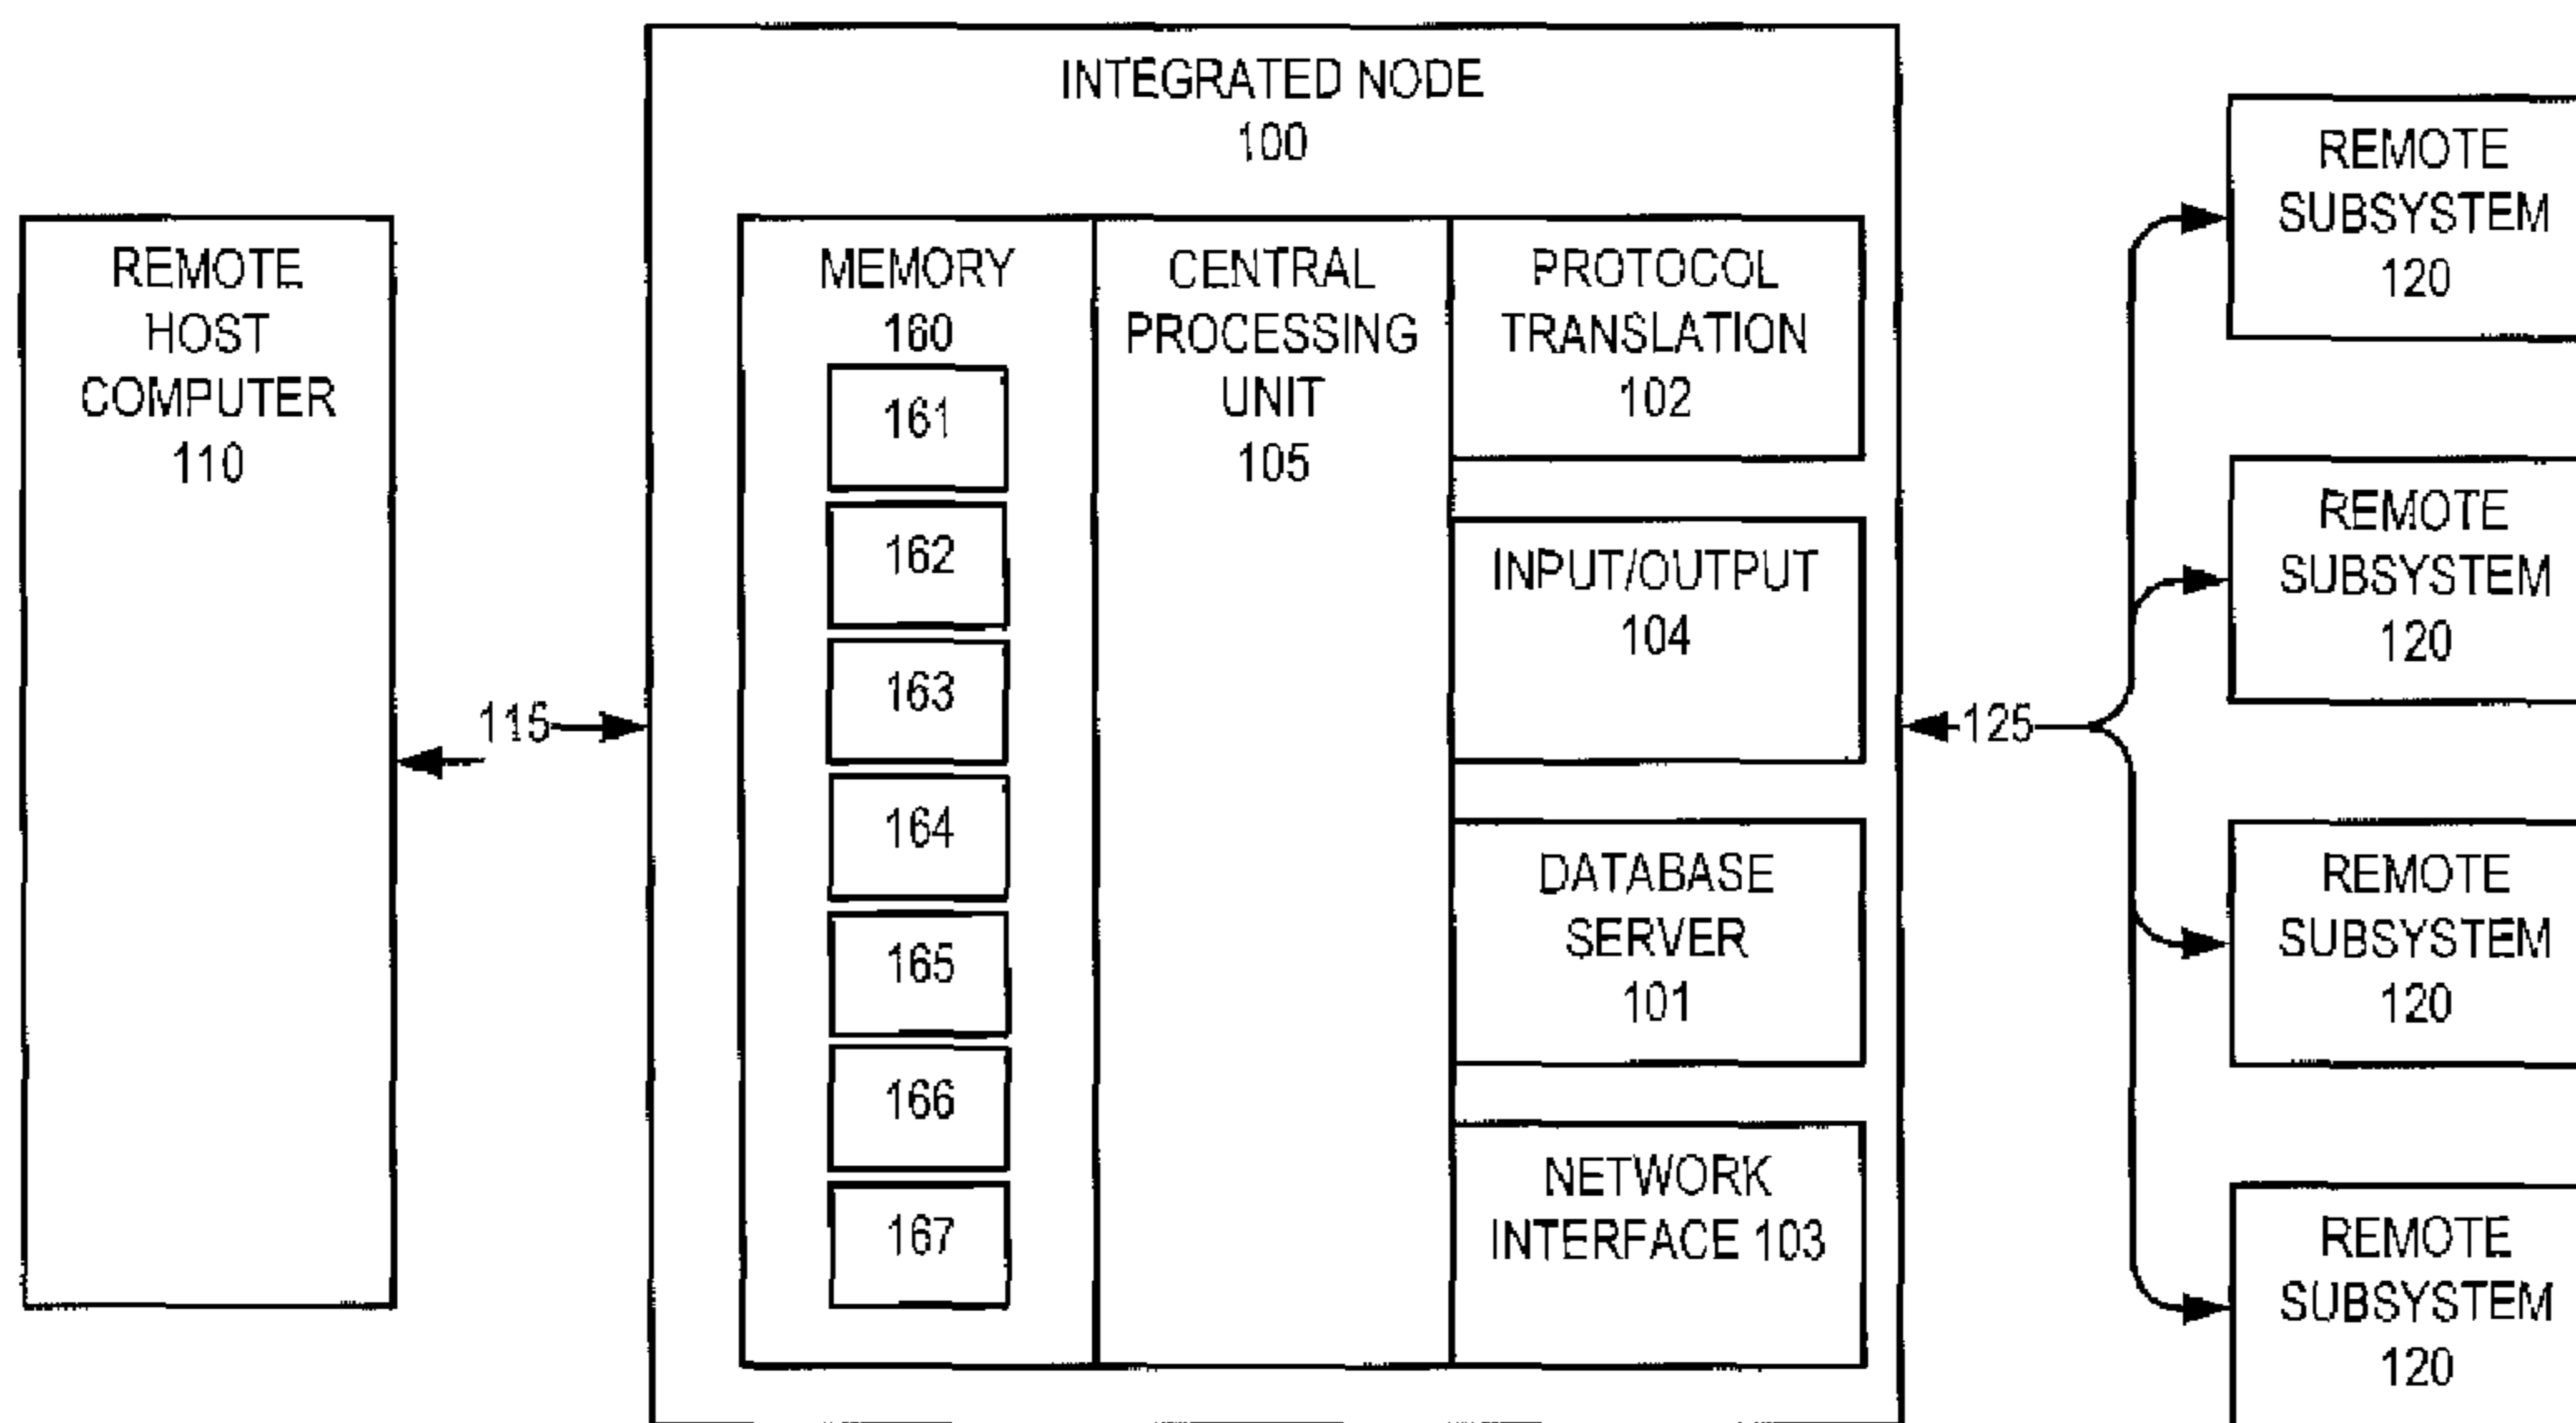 INTEGRATED NODE
100
REMOTE
HOST
COMPUTER
110
115
MEMORY
160
161
162
163
164
165
166
167
CENTRAL
PROCESSING
UNIT
105
PROTOCOL
TRANSLATION
102
INPUT/OUTPUT
104
DATABASE
SERVER
101
NETWORK
INTERFACE 103
125
REMOTE
SUBSYSTEM
120
REMOTE
SUBSYSTEM
120
REMOTE
SUBSYSTEM
120
REMOTE
SUBSYSTEM
120